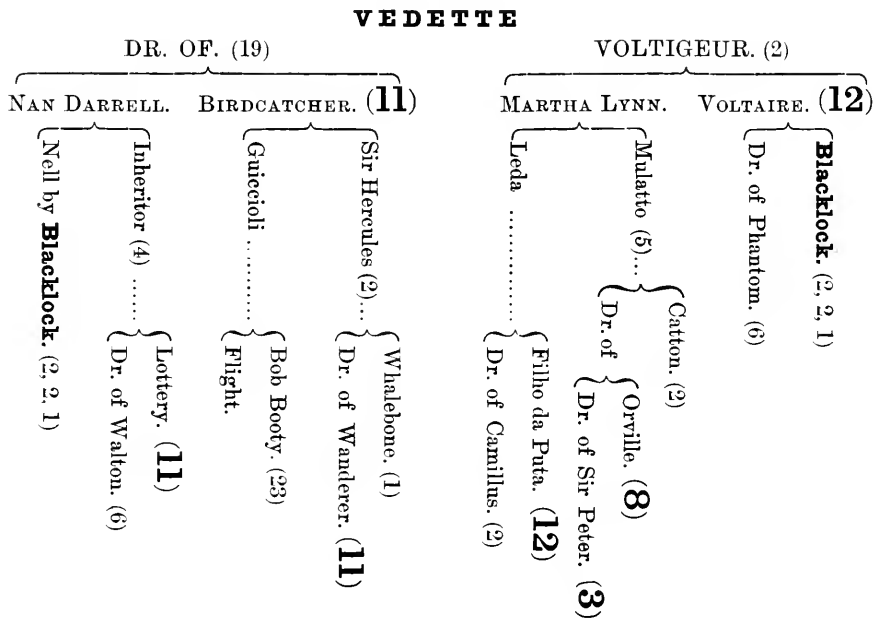 VEDETTE
DR. OF. (19)
VOLTIGEUR. (2)
NAN DARRELL.
BIRDCATCHER. (11)
MARTHA LYNN.
VOLTAIRE. (12)
Nell by Blacklock. (2, 2, 1)
Inheritor (4) ......
Lottery. (11)
Dr. of Walton. (6)
Guiccioli ..........
Bob Booty. (23)
Flight.
Sir Hercules (2)...
Whalebone. (1)
Dr. of Wanderer. (11)
Leda .............
Filho da Puta. (12)
Dr. of Camillus. (2)
Mulatto (5)...
Catton. (2)
Dr. of
Orville. (8)
Dr. of Sir Peter. (3)
Dr. of Phantom. (6)
Blacklock. (2, 2, 1)